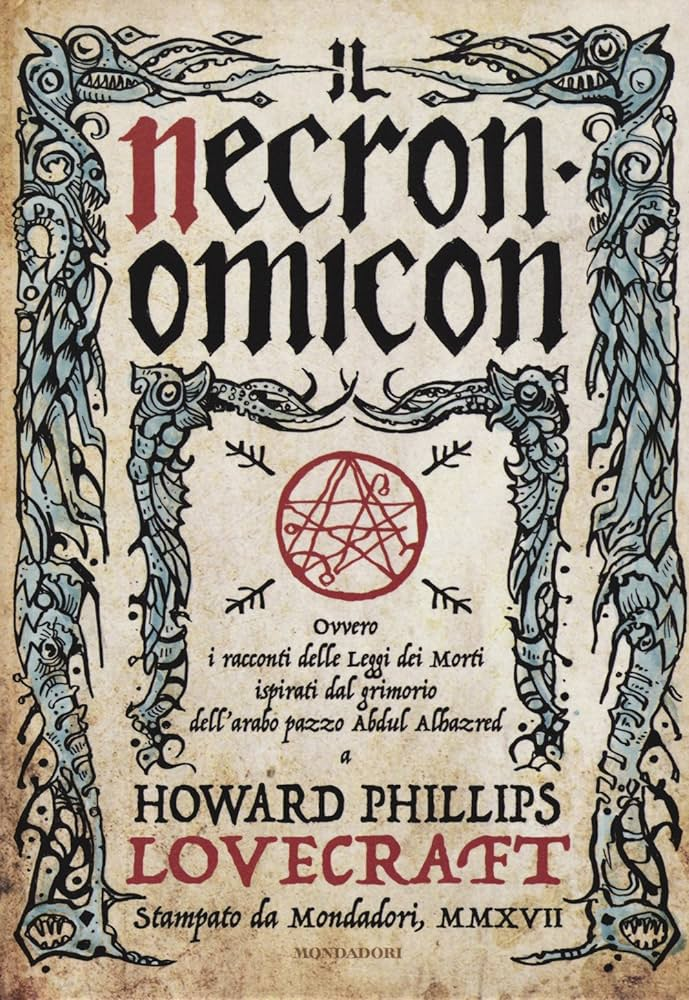 IL
necron·
omicon
Ovvero
i racconti delle Leggi dei Morti
ispirati dal grimorio
dell'arabo pazzo Abdul Alhazred
a
HOWARD PHILLIPS
LOVECRAFT
Stampato da Mondadori, MMXVII
MONDADORI